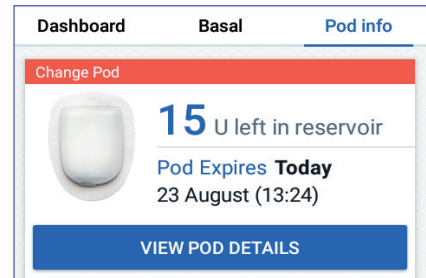 Dashboard Basal Pod info
Change Pod
15 U left in reservoir
Pod Expires Today
23 August (13:24)
VIEW POD DETAILS